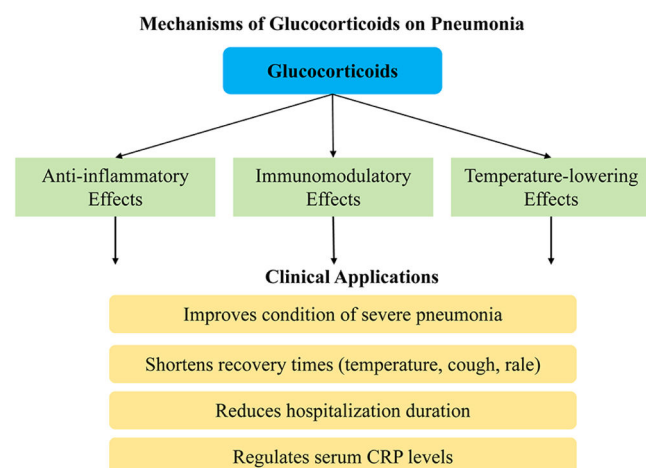 Mechanisms of Glucocorticoids on Pneumonia
Glucocorticoids
Anti-inflammatory
Effects
Immunomodulatory
Effects
Temperature-lowering
Effects
Clinical Applications
Improves condition of severe pneumonia
Shortens recovery times (temperature, cough, rale)
Reduces hospitalization duration
Regulates serum CRP levels